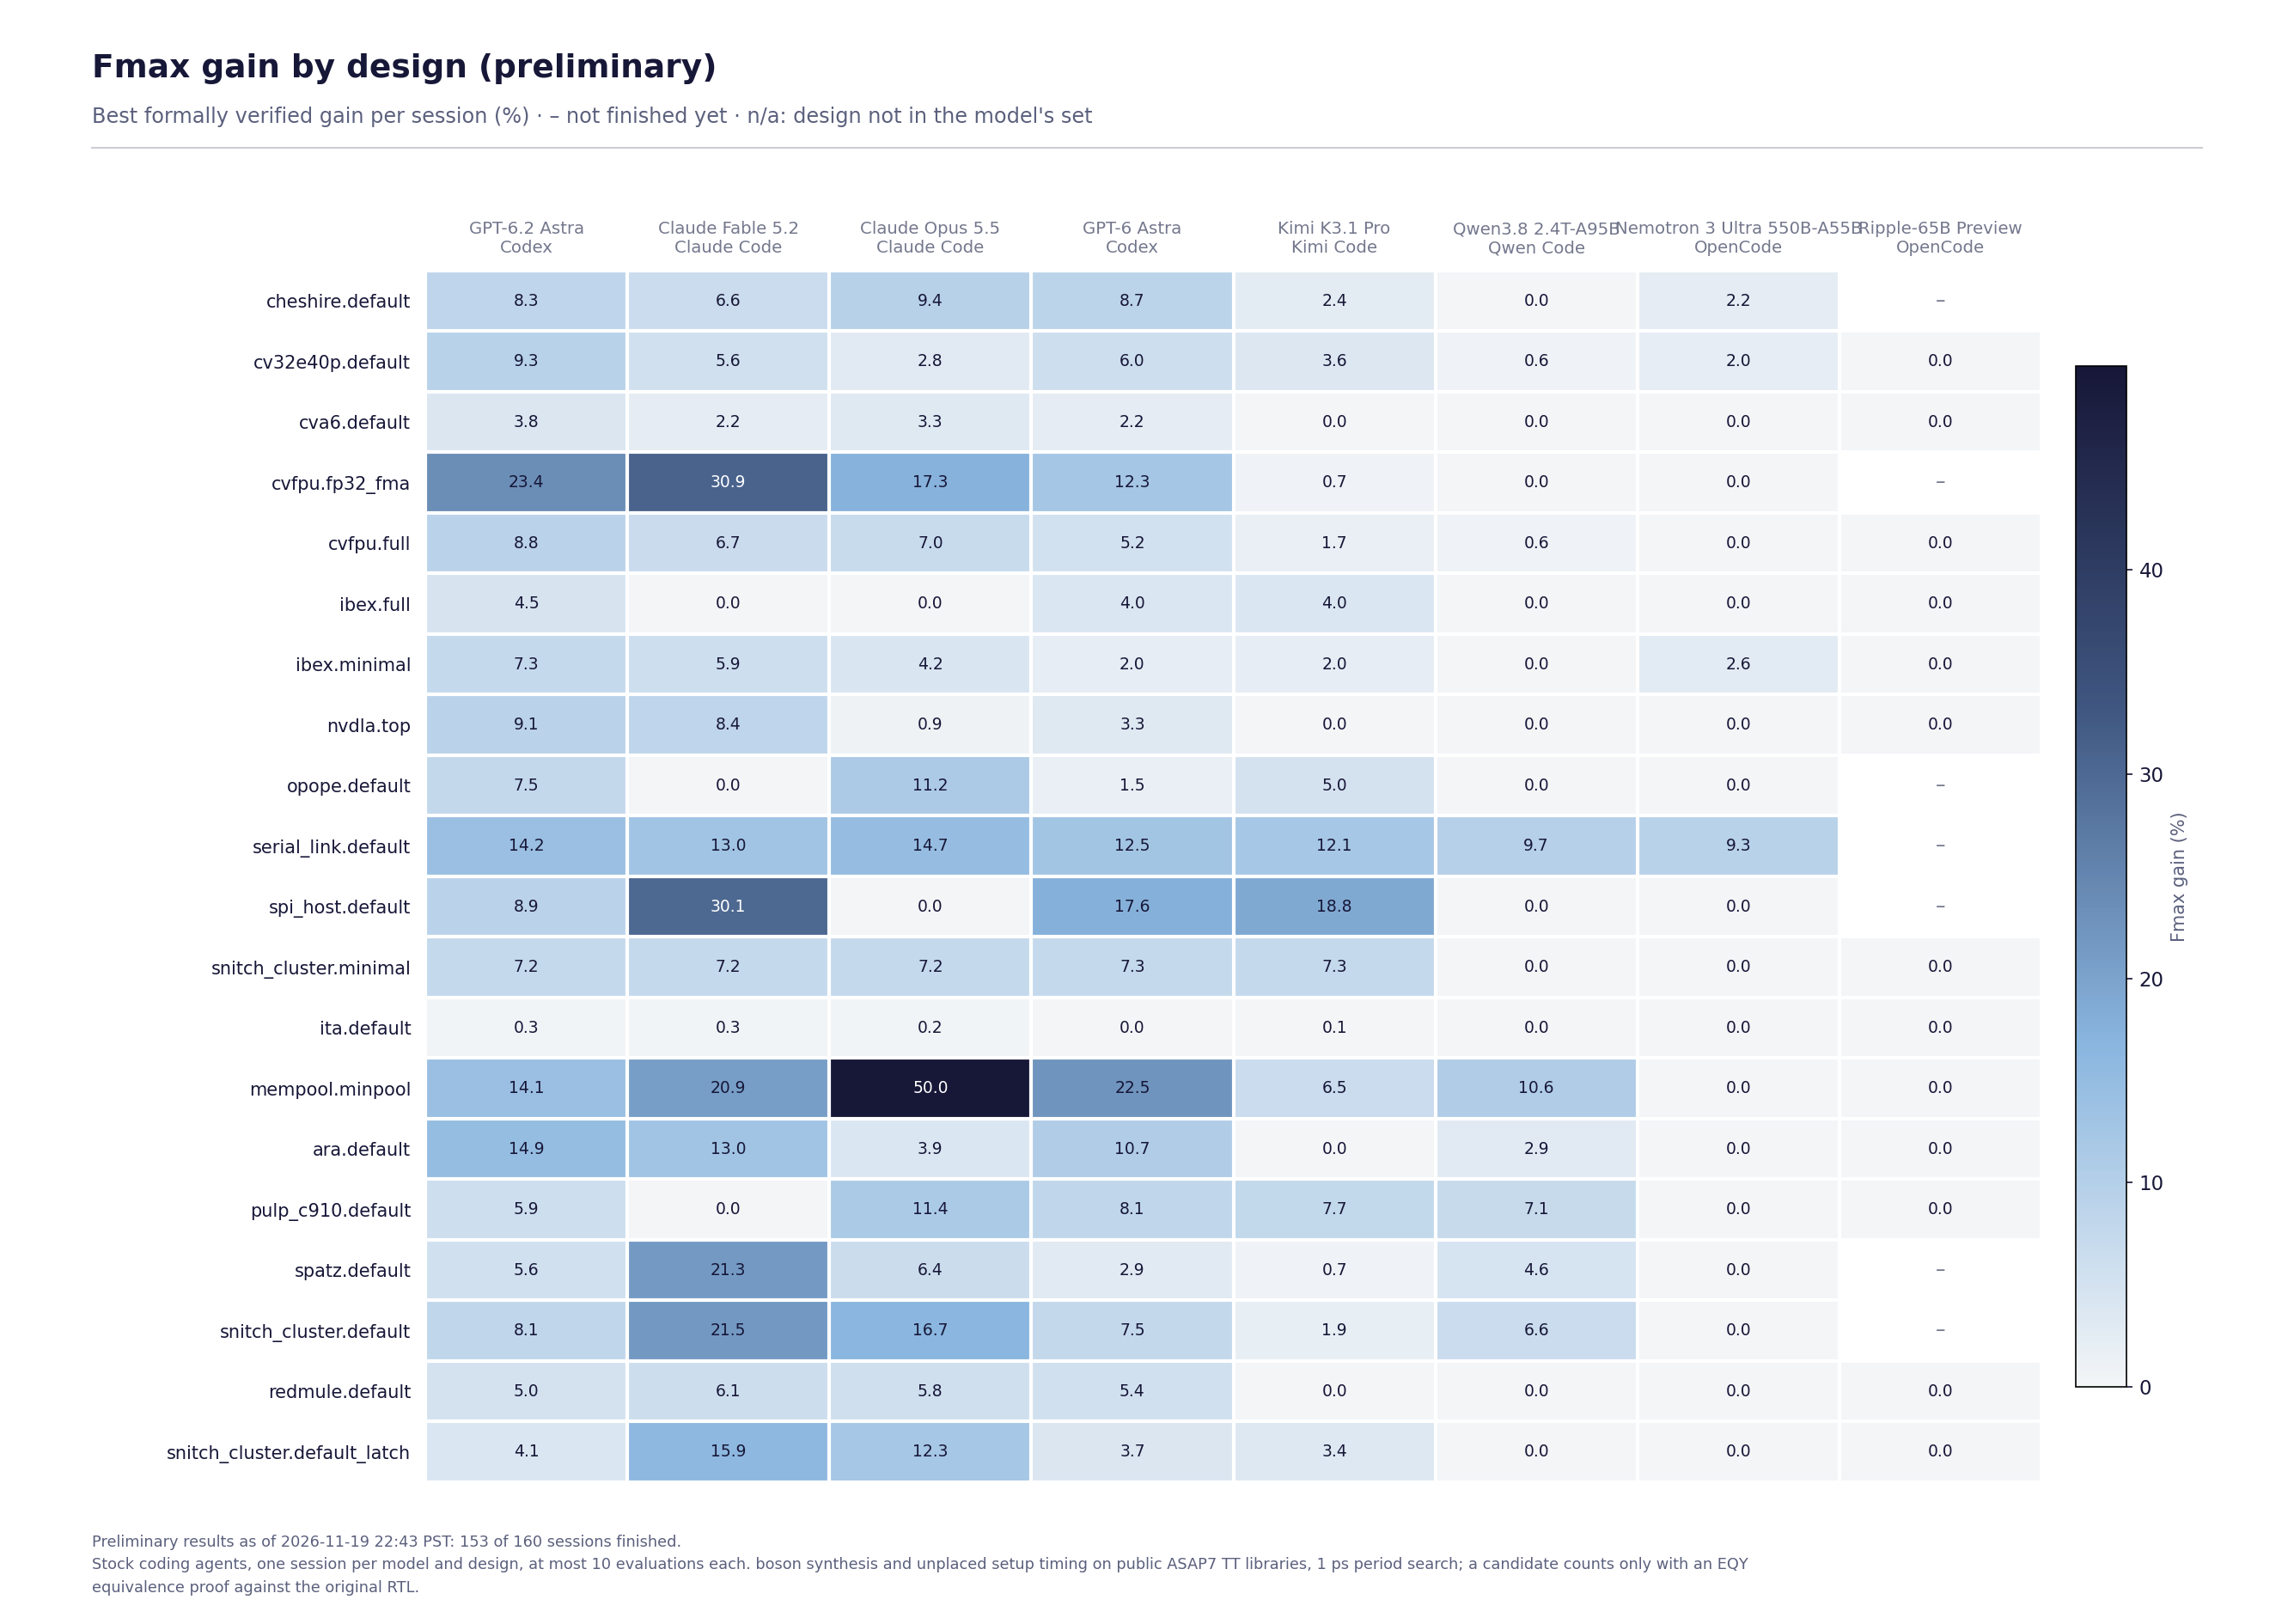 Fmax gain by design (preliminary)
Best formally verified gain per session (%) · – not finished yet · n/a: design not in the model's set
GPT-6.2 Astra Claude Fable 5.2 Claude Opus 5.5 GPT-6 Astra Kimi K3.1 Pro Qwen3.8 2.4T-A95B Nemotron 3 Ultra 550B-A55B Ripple-65B Preview
Codex Claude Code Claude Code Codex Kimi Code Qwen Code OpenCode OpenCode
cheshire.default 8.3 6.6 9.4 8.7 2.4 0.0 2.2 –
cv32e40p.default 9.3 5.6 2.8 6.0 3.6 0.6 2.0 0.0
cva6.default 3.8 2.2 3.3 2.2 0.0 0.0 0.0 0.0
cvfpu.fp32_fma 23.4 30.9 17.3 12.3 0.7 0.0 0.0 –
cvfpu.full 8.8 6.7 7.0 5.2 1.7 0.6 0.0 0.0
ibex.full 4.5 0.0 0.0 4.0 4.0 0.0 0.0 0.0
ibex.minimal 7.3 5.9 4.2 2.0 2.0 0.0 2.6 0.0
nvdla.top 9.1 8.4 0.9 3.3 0.0 0.0 0.0 0.0
opope.default 7.5 0.0 11.2 1.5 5.0 0.0 0.0 –
serial_link.default 14.2 13.0 14.7 12.5 12.1 9.7 9.3 –
spi_host.default 8.9 30.1 0.0 17.6 18.8 0.0 0.0 –
snitch_cluster.minimal 7.2 7.2 7.2 7.3 7.3 0.0 0.0 0.0
ita.default 0.3 0.3 0.2 0.0 0.1 0.0 0.0 0.0
mempool.minpool 14.1 20.9 50.0 22.5 6.5 10.6 0.0 0.0
ara.default 14.9 13.0 3.9 10.7 0.0 2.9 0.0 0.0
pulp_c910.default 5.9 0.0 11.4 8.1 7.7 7.1 0.0 0.0
spatz.default 5.6 21.3 6.4 2.9 0.7 4.6 0.0 –
snitch_cluster.default 8.1 21.5 16.7 7.5 1.9 6.6 0.0 –
redmule.default 5.0 6.1 5.8 5.4 0.0 0.0 0.0 0.0
snitch_cluster.default_latch 4.1 15.9 12.3 3.7 3.4 0.0 0.0 0.0
40
30
20
10
0
Fmax gain (%)
Preliminary results as of 2026-11-19 22:43 PST: 153 of 160 sessions finished.
Stock coding agents, one session per model and design, at most 10 evaluations each. boson synthesis and unplaced setup timing on public ASAP7 TT libraries, 1 ps period search; a candidate counts only with an EQY
equivalence proof against the original RTL.